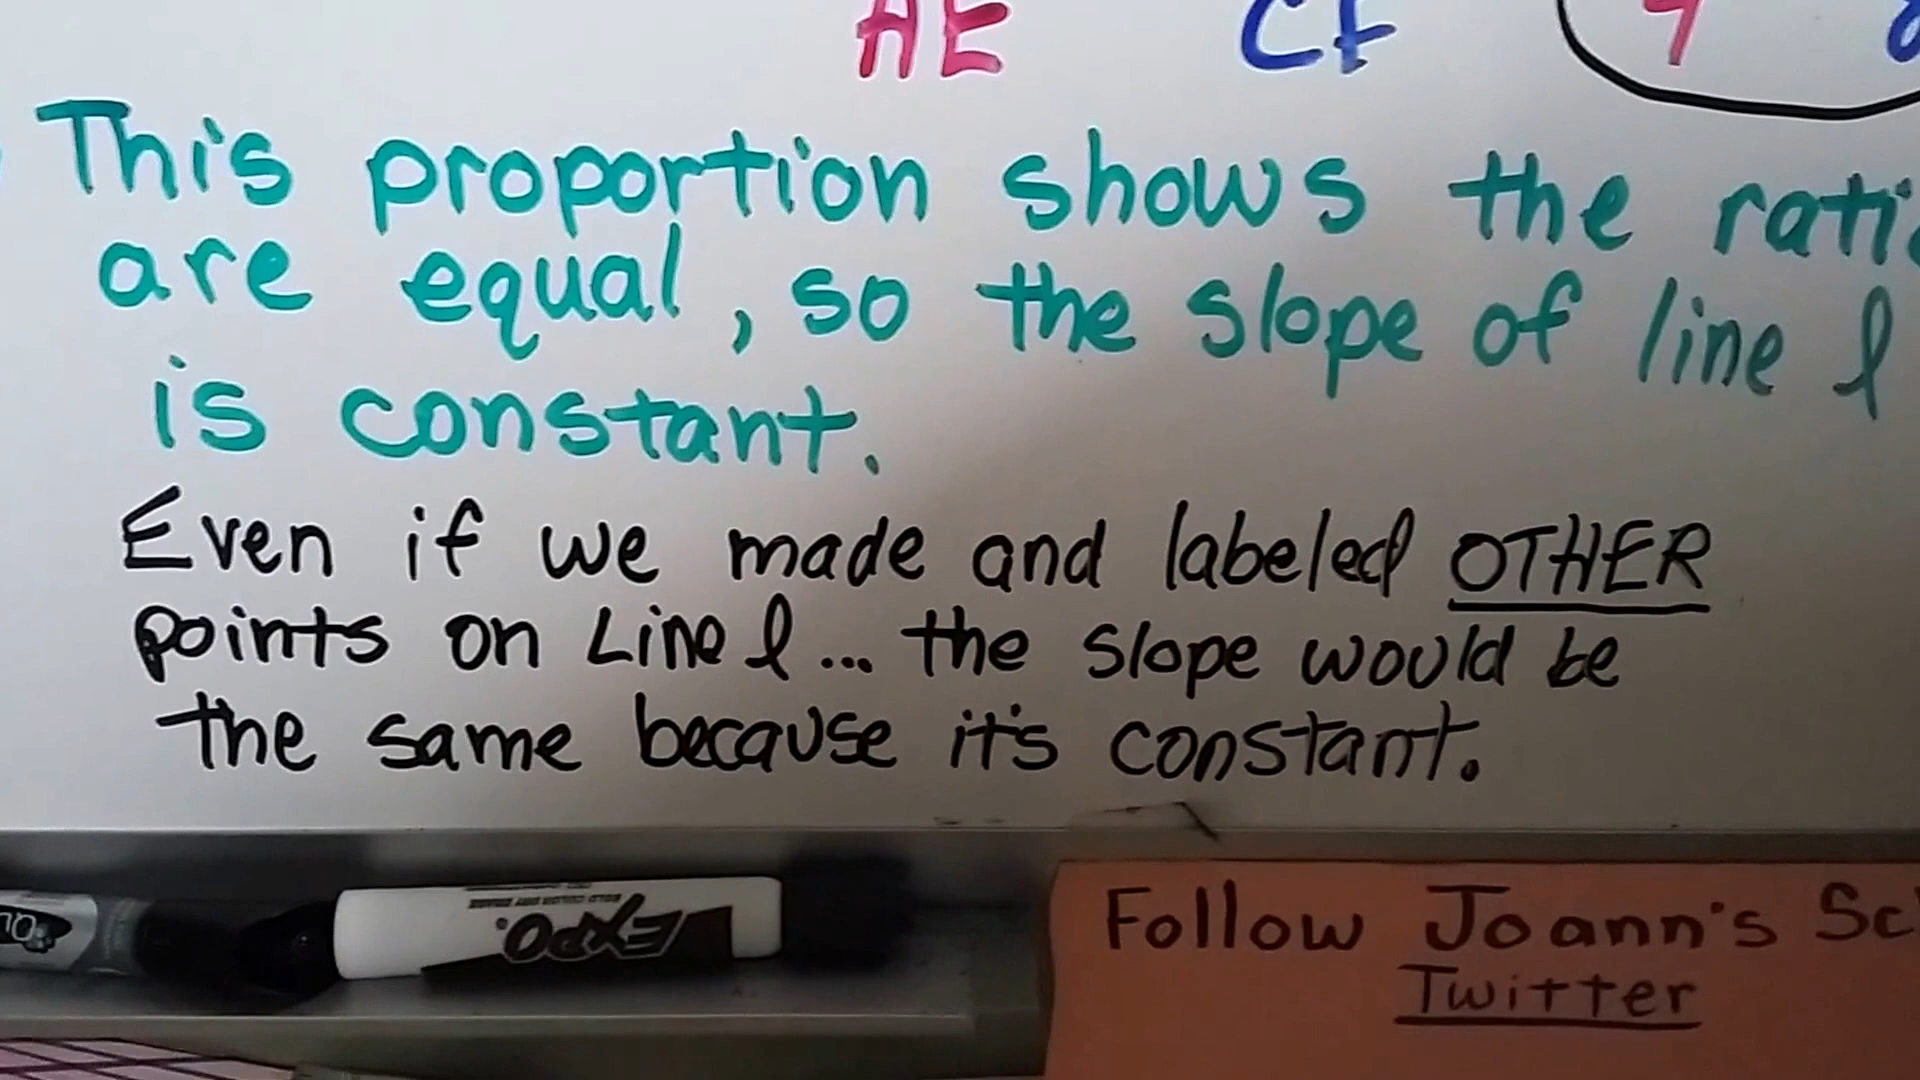 AE CF
This proportion shows the
are equal, so the slope of line l
is constant.
Even if we made and labeled OTHER
points on Line l... the slope would be
the same because it's constant.
EXPO
Follow Joann's
Twitter